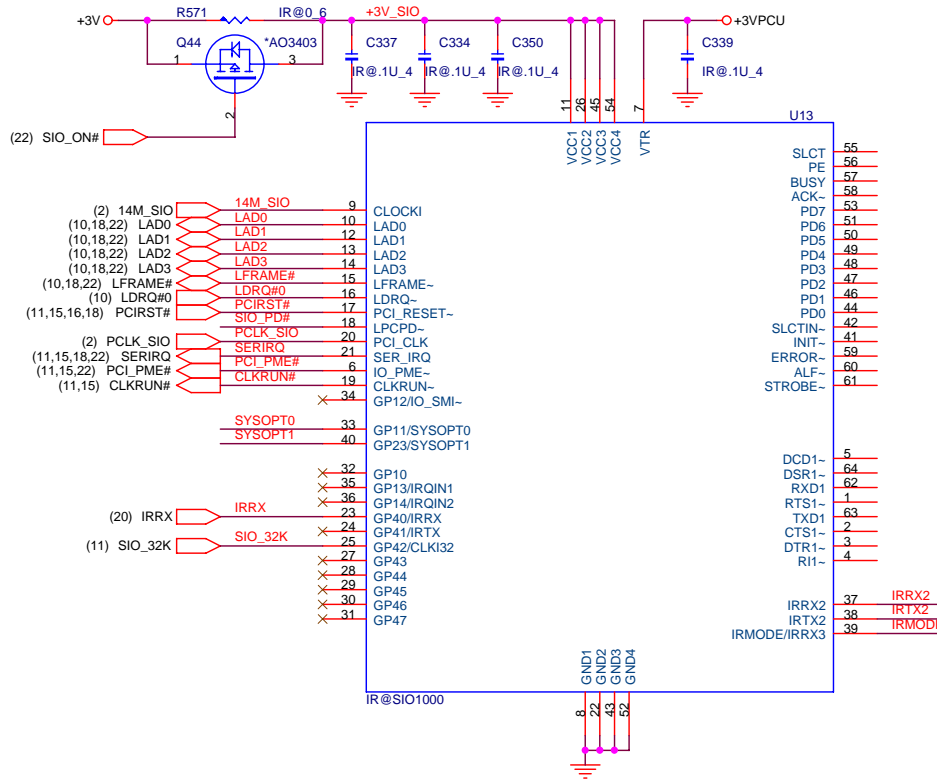 +3V R571 IR@0_6 +3V_SIO +3VPCU
Q44 *AO3403 C337 C334 C350 C339
1 3 IR@.1U_4 IR@.1U_4 IR@.1U_4 IR@.1U_4
2
(22) SIO_ON#
11 26 45 54 7
U13
VCC1 VCC2 VCC3 VCC4 VTR
(2) 14M_SIO 14M_SIO 9 CLOCKI
(10,18,22) LAD0 LAD0 10 LAD0
(10,18,22) LAD1 LAD1 12 LAD1
(10,18,22) LAD2 LAD2 13 LAD2
(10,18,22) LAD3 LAD3 14 LAD3
(10,18,22) LFRAME# LFRAME# 15 LFRAME~
(10) LDRQ#0 LDRQ#0 16 LDRQ~
(11,15,16,18) PCIRST# PCIRST# 17 PCI_RESET~
SIO_PD# 18 LPCPD~
(2) PCLK_SIO PCLK_SIO 20 PCI_CLK
(11,15,18,22) SERIRQ SERIRQ 21 SER_IRQ
(11,15,22) PCI_PME# PCI_PME# 6 IO_PME~
(11,15) CLKRUN# CLKRUN# 19 CLKRUN~
34 GP12/IO_SMI~
SYSOPT0 33 GP11/SYSOPT0
SYSOPT1 40 GP23/SYSOPT1
32 GP10
35 GP13/IRQIN1
36 GP14/IRQIN2
(20) IRRX IRRX 23 GP40/IRRX
24 GP41/IRTX
(11) SIO_32K SIO_32K 25 GP42/CLKI32
27 GP43
28 GP44
29 GP45
30 GP46
31 GP47
SLCT 55
PE 56
BUSY 57
ACK~ 58
PD7 53
PD6 51
PD5 50
PD4 49
PD3 48
PD2 47
PD1 46
PD0 44
SLCTIN~ 42
INIT~ 41
ERROR~ 59
ALF~ 60
STROBE~ 61
DCD1~ 5
DSR1~ 64
RXD1 62
RTS1~ 1
TXD1 63
CTS1~ 2
DTR1~ 3
RI1~ 4
IRRX2 37 IRRX2
IRTX2 38 IRTX2
IRMODE/IRRX3 39 IRMODE
GND1 GND2 GND3 GND4
IR@SIO1000
8 22 43 52